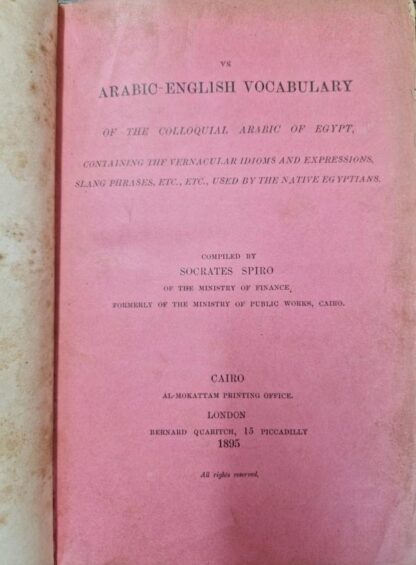 AN
ARABIC-ENGLISH VOCABULARY
OF THE COLLOQUIAL ARABIC OF EGYPT,
CONTAINING THE VERNACULAR IDIOMS AND EXPRESSIONS,
SLANG PHRASES, ETC., ETC., USED BY THE NATIVE EGYPTIANS.
COMPILED BY
SOCRATES SPIRO
OF THE MINISTRY OF FINANCE,
FORMERLY OF THE MINISTRY OF PUBLIC WORKS, CAIRO.
CAIRO
AL-MOKATTAM PRINTING OFFICE.
LONDON
BERNARD QUARITCH, 15 PICCADILLY
1895
All rights reserved.